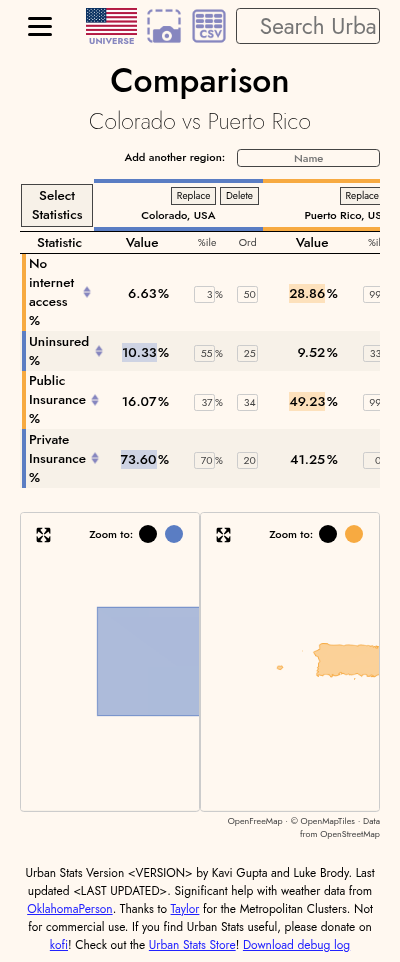 UNIVERSE
CSV
Search Urba
Comparison
Colorado vs Puerto Rico
Add another region: Name
Select
Statistics
Replace Delete Replace
Colorado, USA Puerto Rico, US
Statistic Value %ile Ord Value %il
No
internet
access
%
6.63% 3% 50 28.86% 99
Uninsured
%
10.33% 55% 25 9.52% 33
Public
Insurance
%
16.07% 37% 34 49.23% 99
Private
Insurance
%
73.60% 70% 20 41.25% 0
Zoom to: Zoom to:
OpenFreeMap · © OpenMapTiles · Data
from OpenStreetMap
Urban Stats Version <VERSION> by Kavi Gupta and Luke Brody. Last
updated <LAST UPDATED>. Significant help with weather data from
OklahomaPerson. Thanks to Taylor for the Metropolitan Clusters. Not
for commercial use. If you find Urban Stats useful, please donate on
kofi! Check out the Urban Stats Store! Download debug log